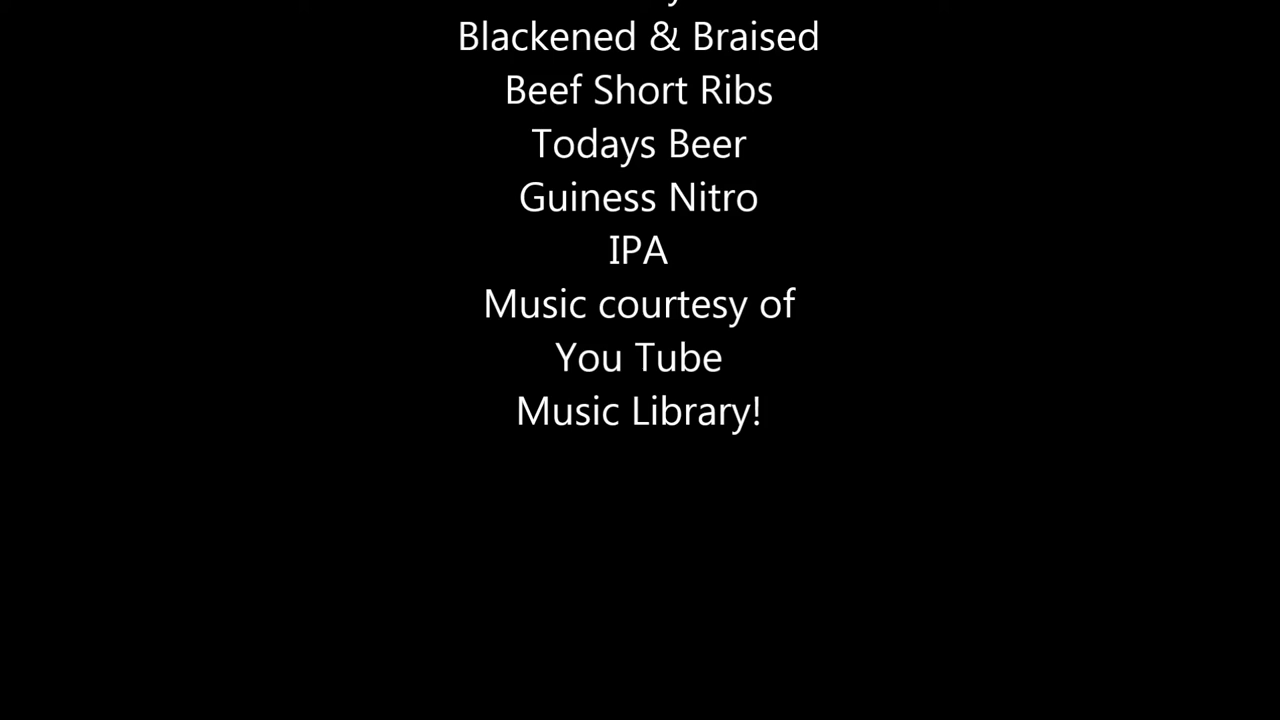 Blackened & Braised
Beef Short Ribs
Todays Beer
Guiness Nitro
IPA
Music courtesy of
You Tube
Music Library!